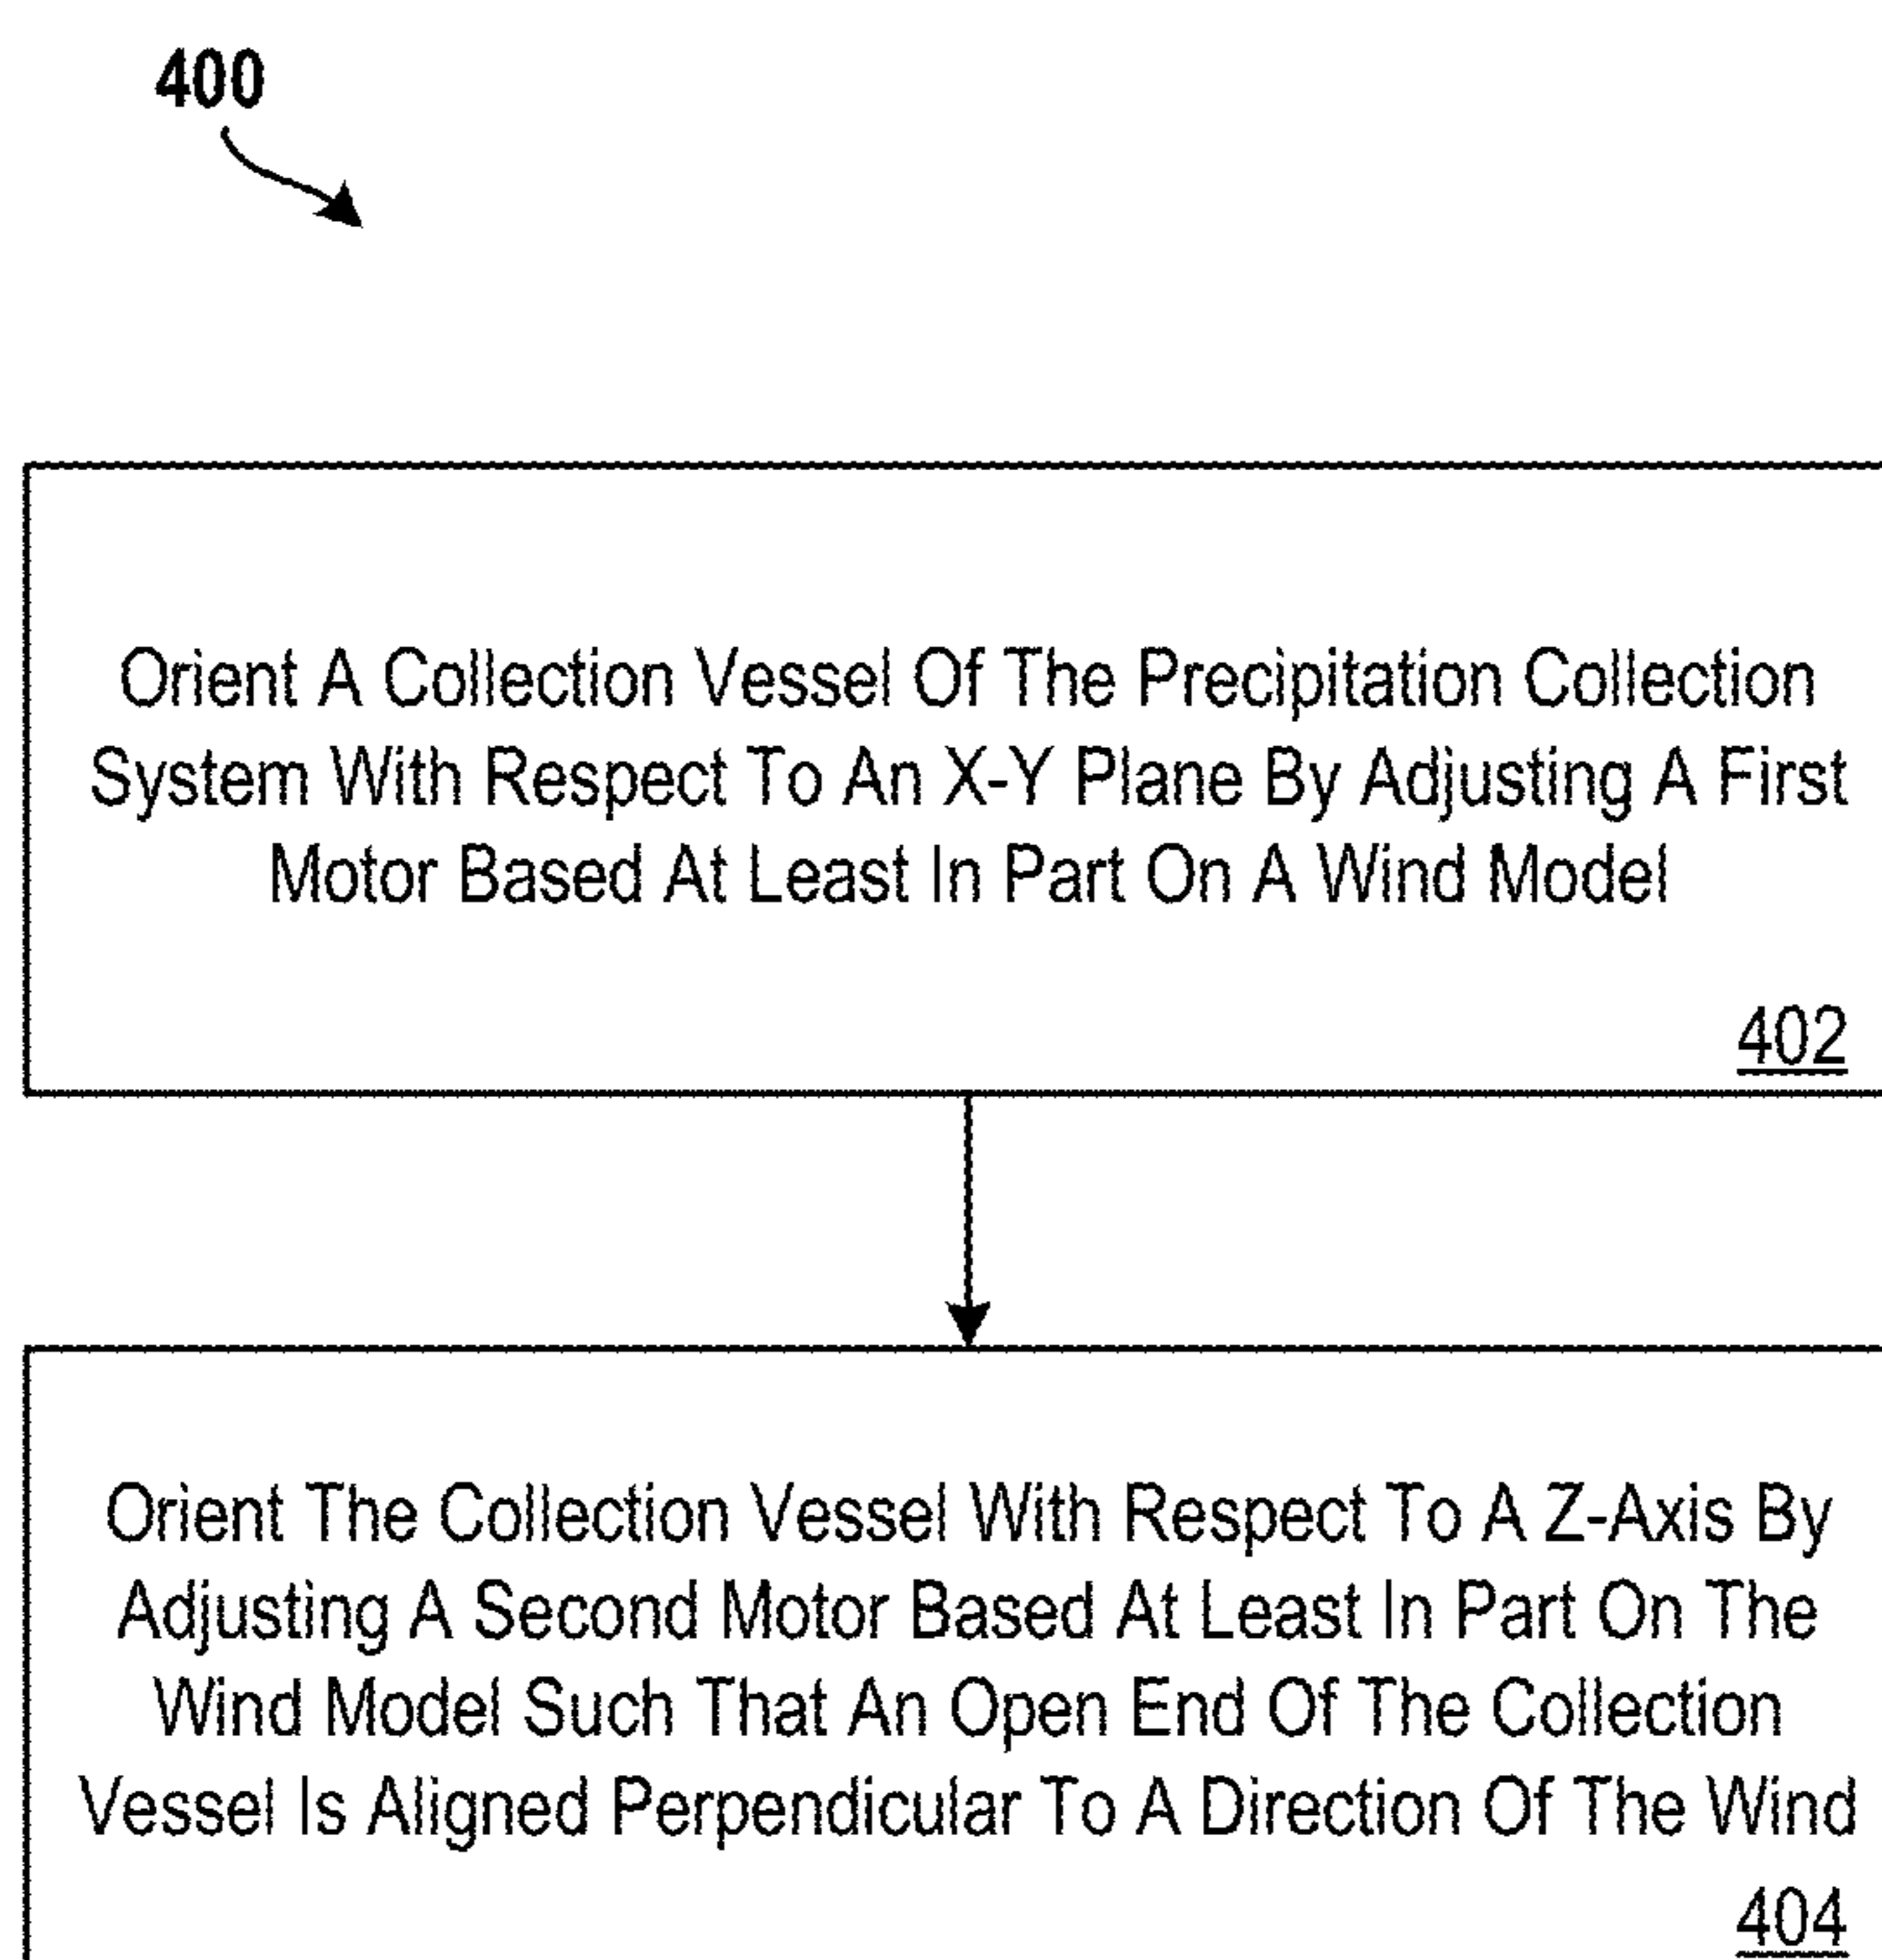 400
Orient A Collection Vessel Of The Precipitation Collection
System With Respect To An X-Y Plane By Adjusting A First
Motor Based At Least In Part On A Wind Model
402
Orient The Collection Vessel With Respect To A Z-Axis By
Adjusting A Second Motor Based At Least In Part On The
Wind Model Such That An Open End Of The Collection
Vessel Is Aligned Perpendicular To A Direction Of The Wind
404